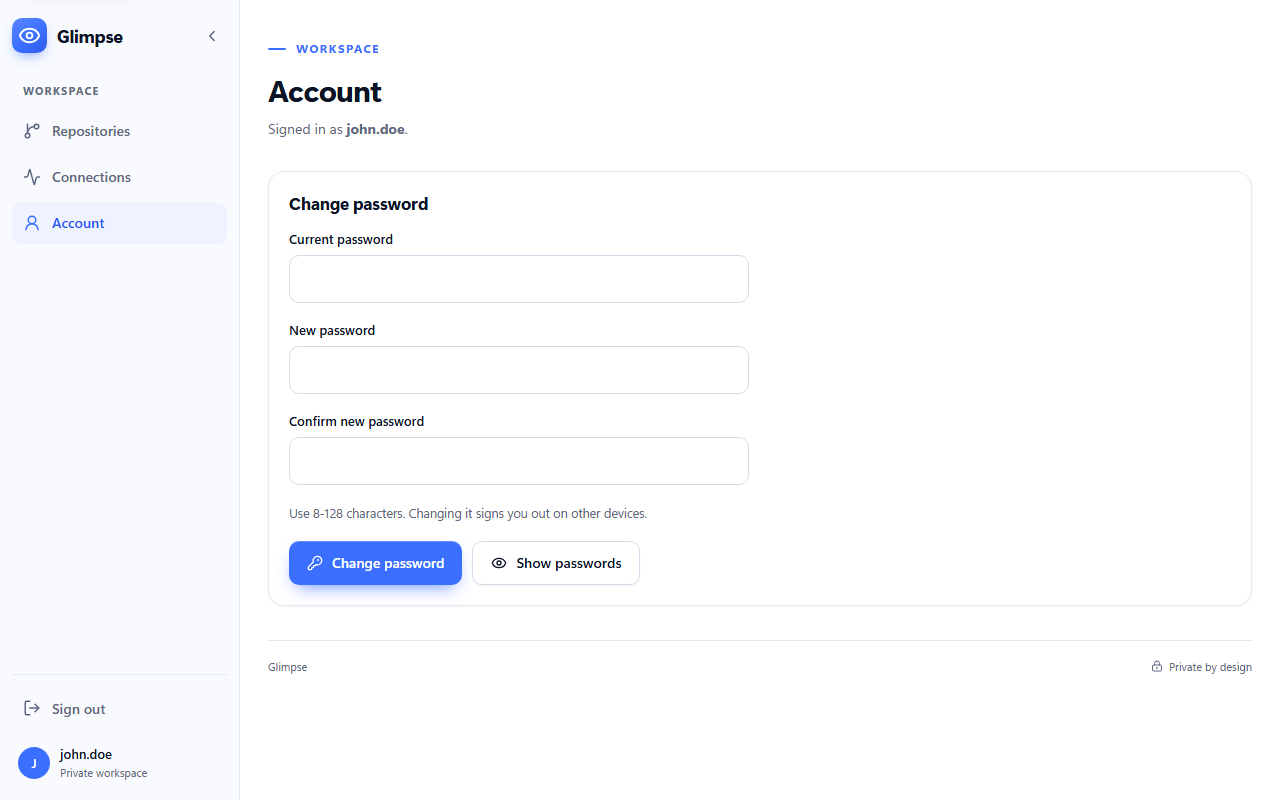 Glimpse
WORKSPACE
Repositories
Connections
Account
Sign out
J
john.doe
Private workspace
WORKSPACE
Account
Signed in as john.doe.
Change password
Current password
New password
Confirm new password
Use 8-128 characters. Changing it signs you out on other devices.
Change password
Show passwords
Glimpse
Private by design